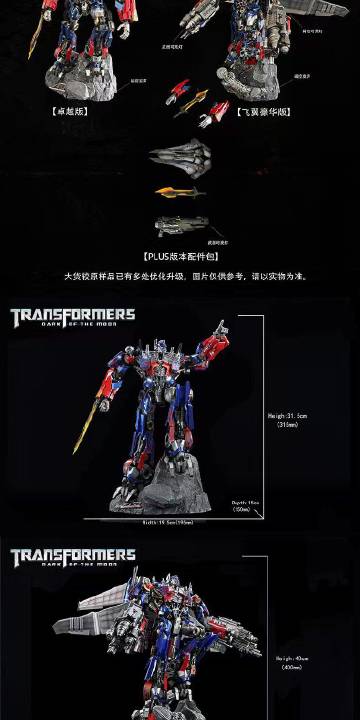 【卓越版】
【飞翼豪华版】
【PLUS版本配件包】
大货较原样品已有多处优化升级，图片仅供参考，请以实物为准。
TRANSFORMERS
DARK OF THE MOON
Heigh:31.5cm
(315mm)
Depth:15cm
(150mm)
Width:19.5cm(195mm)
TRANSFORMERS
DARK OF THE MOON
Heigh:40cm
(400mm)